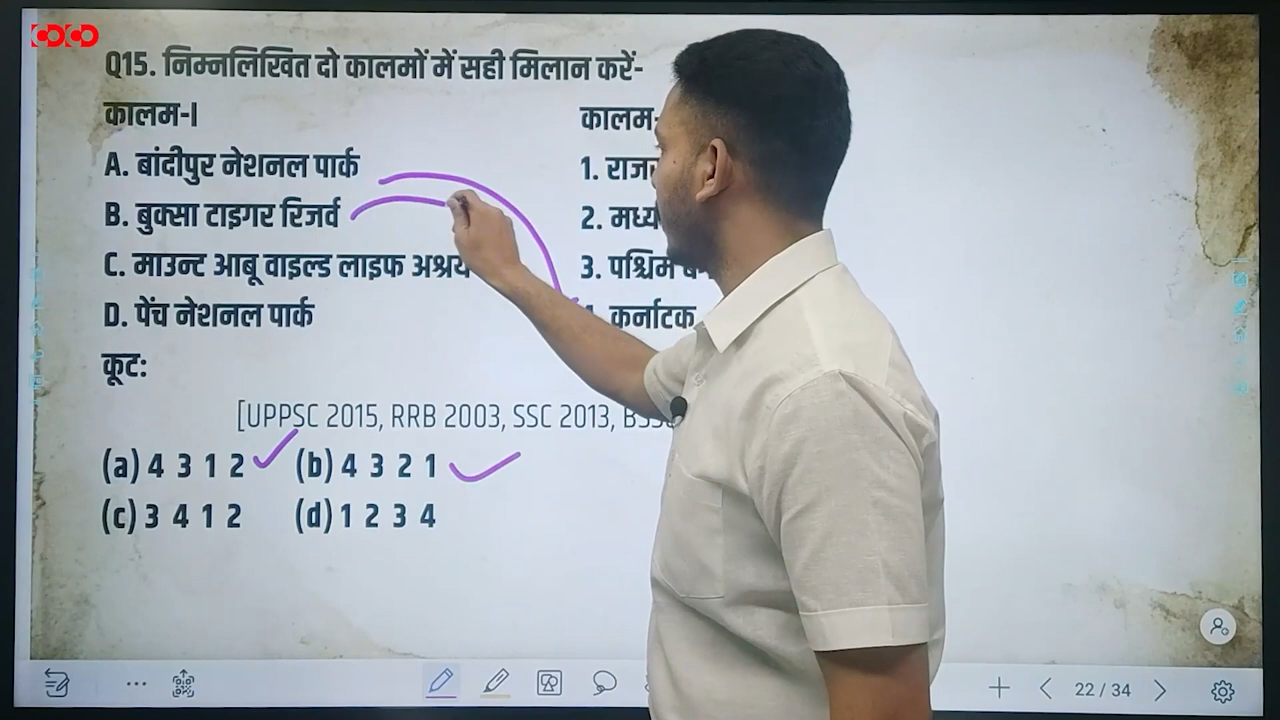 Q15. निम्नलिखित दो कालमों में सही मिलान करें-
कालम-I
कालम-
A. बांदीपुर नेशनल पार्क
1.
B. बुक्सा टाइगर रिजर्व
2. मध्य
C. माउन्ट आबू वाइल्ड लाइफ अश्रय
3. पश्चिम
D. पेंच नेशनल पार्क
कर्नाटक
कूटः
[UPPSC 2015, RRB 2003, SSC 2013,
(a) 4 3 1 2 (b) 4 3 2 1
(c) 3 4 1 2 (d) 1 2 3 4
22 / 34